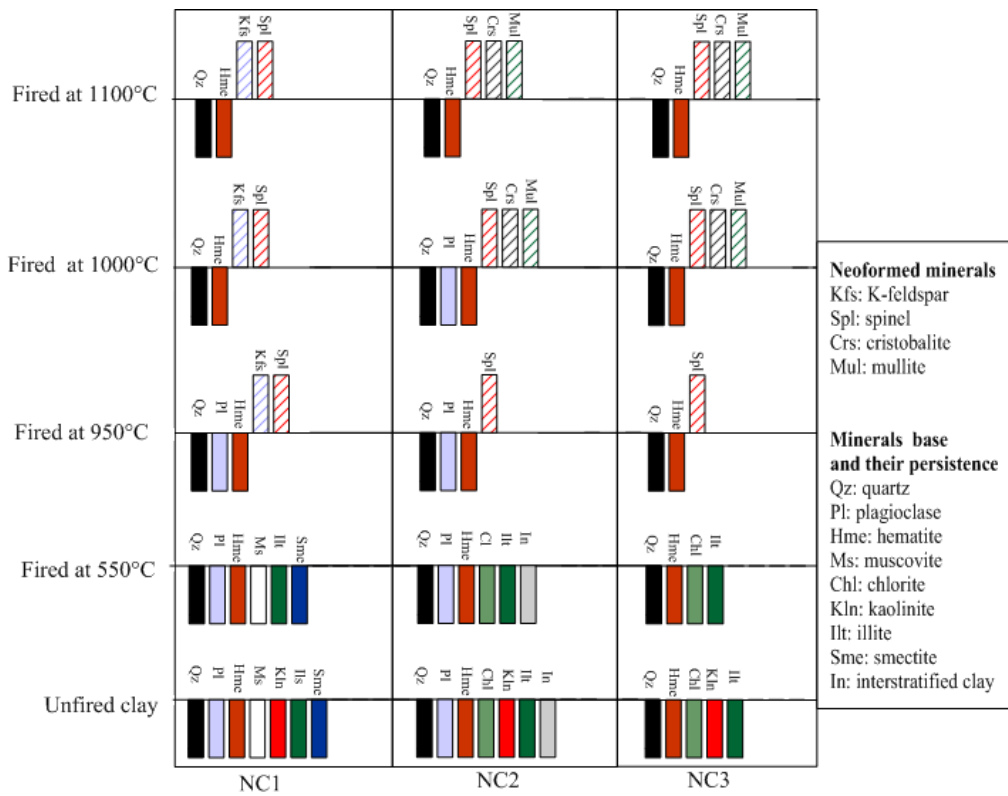 Kfs Spl Spl Crs Mul Spl Crs Mul
Qz Hme Qz Hme Qz Hme
Fired at 1100°C
Kfs Spl Spl Crs Mul Spl Crs Mul
Qz Hme Qz Pl Hme Qz Hme
Fired at 1000°C
Kfs Spl Spl Spl
Qz Pl Hme Qz Pl Hme Qz Hme
Fired at 950°C
Qz Pl Hme Ms Ilt Smc Qz Pl Hme Cl Ilt In Qz Hme Chl Ilt
Fired at 550°C
Qz Pl Hme Ms Kln Ils Smc Qz Pl Hme Chl Kln Ilt In Qz Hme Chl Kln Ilt
Unfired clay
NC1 NC2 NC3
Neoformed minerals
Kfs: K-feldspar
Spl: spinel
Crs: cristobalite
Mul: mullite
Minerals base
and their persistence
Qz: quartz
Pl: plagioclase
Hme: hematite
Ms: muscovite
Chl: chlorite
Kln: kaolinite
Ilt: illite
Sme: smectite
In: interstratified clay